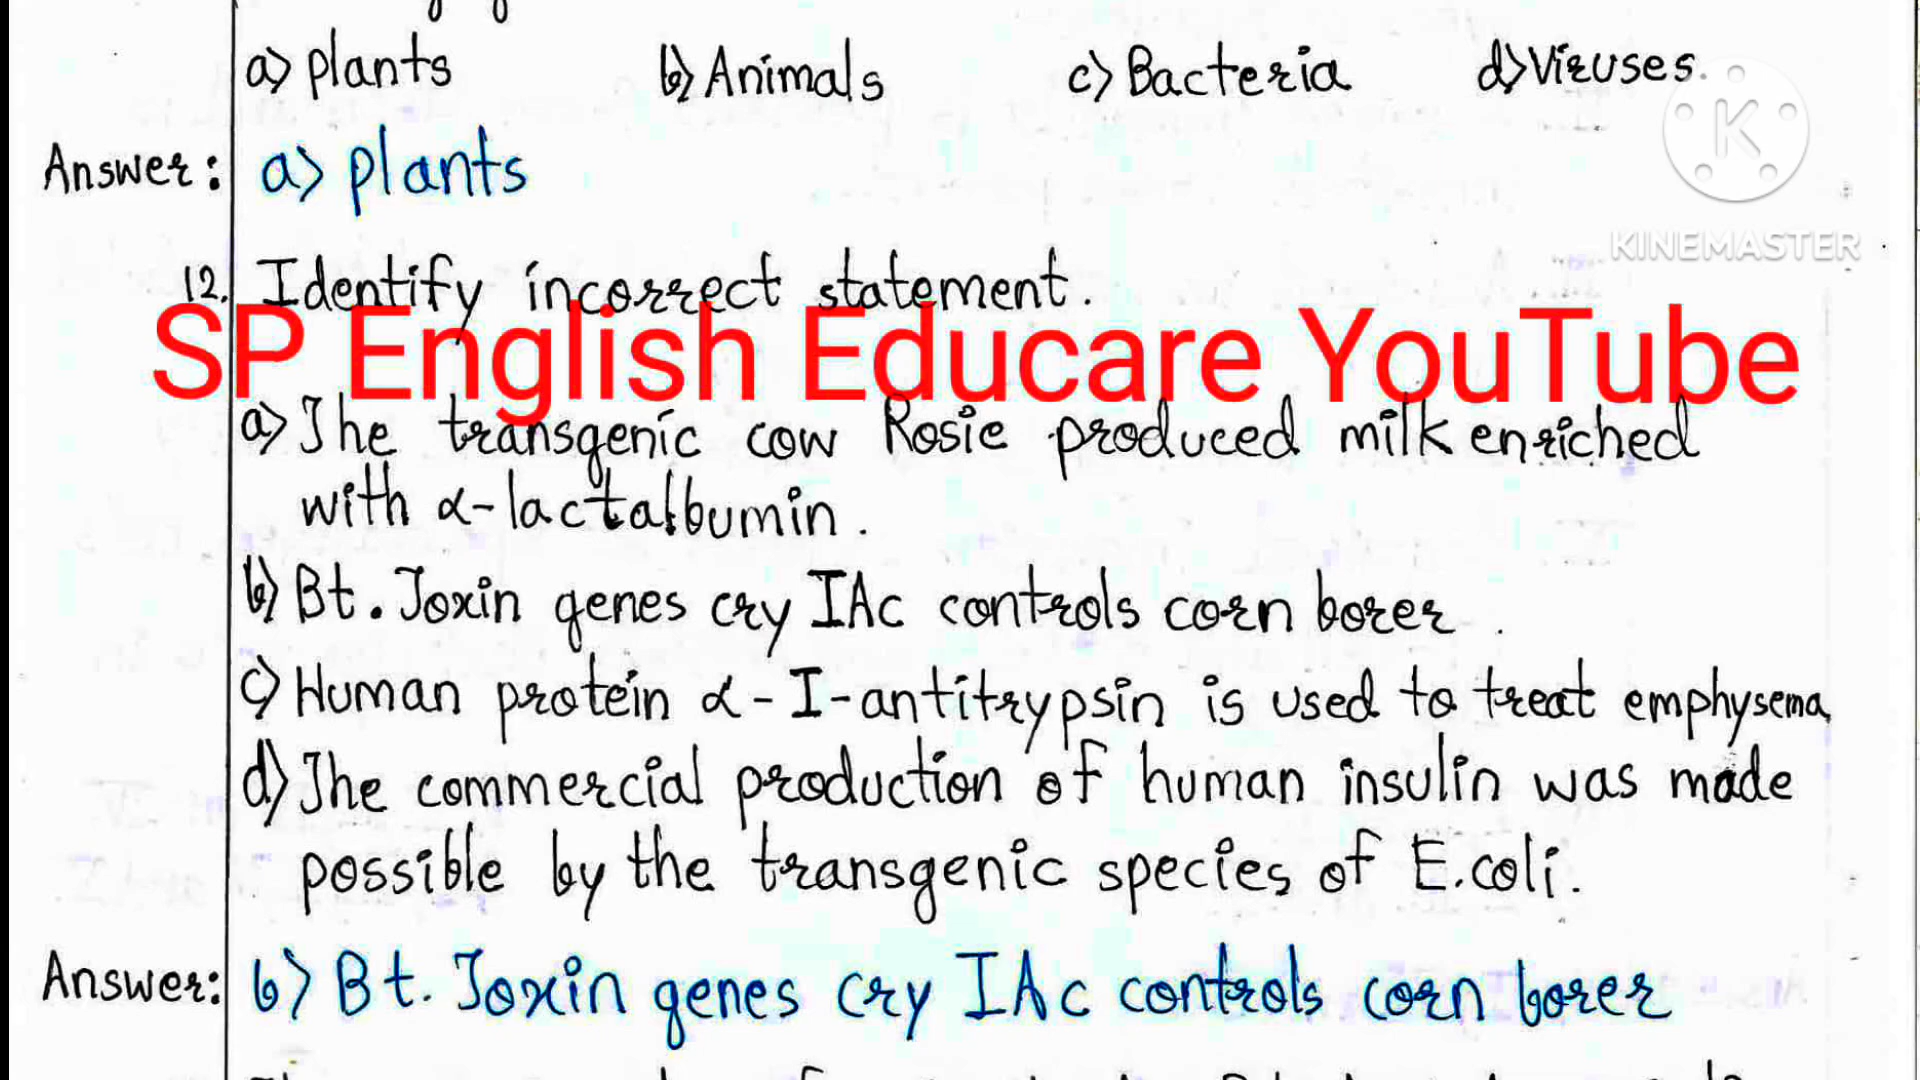 a) plants b) Animals c) Bacteria d) Viruses.
K
Answer: a) plants
KINEMASTER
12. Identify incorrect statement.
SP English Educare YouTube
a) The transgenic cow Rosie produced milk enriched
with α-lactalbumin.
b) Bt. Toxin genes cry IAc controls corn borer.
c) Human protein α-I-antitrypsin is used to treat emphysema
d) The commercial production of human insulin was made
possible by the transgenic species of E.coli.
Answer: b) Bt. Toxin genes cry IAc controls corn borer